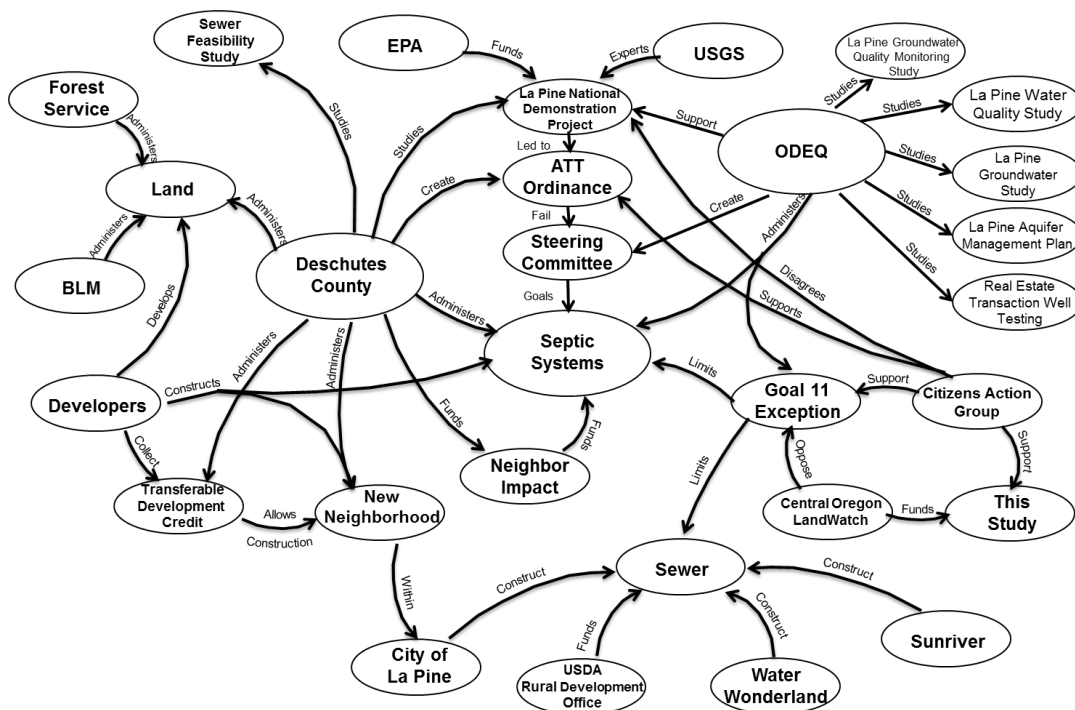 Sewer
Feasibility
Study
EPA
Funds
Experts
USGS
La Pine Groundwater
Quality Monitoring
Study
Forest
Service
La Pine National
Demonstration
Project
Studies
Studies
La Pine Water
Quality Study
Administers
Studies
Studies
Support
ODEQ
Studies
La Pine
Groundwater
Study
Led to
Land
Create
ATT
Ordinance
Studies
La Pine Aquifer
Management Plan
Administers
Fail
Create
Administers
Administers
Steering
Committee
Studies
BLM
Deschutes
County
Disagrees
Real Estate
Transaction Well
Testing
Develops
Administers
Goals
Supports
Septic
Systems
Administers
Administers
Constructs
Limits
Developers
Goal 11
Exception
Support
Citizens Action
Group
Collect
Funds
Funds
Oppose
Support
Neighbor
Impact
Limits
Transferable
Development
Credit
Allows
Construction
New
Neighborhood
Central Oregon
LandWatch
Funds
This
Study
Within
Construct
Sewer
Construct
Funds
Construct
City of
La Pine
USDA
Rural Development
Office
Water
Wonderland
Sunriver